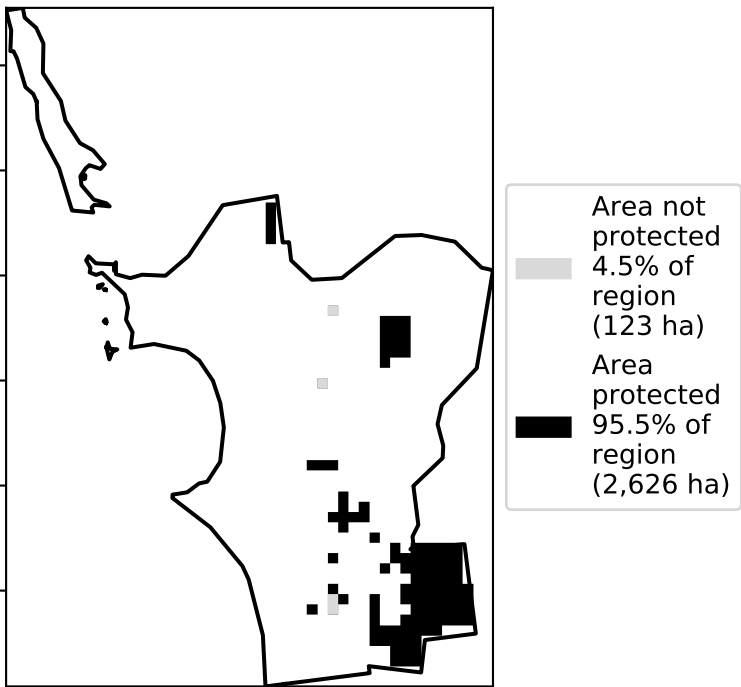 Area not
protected
4.5% of
region
(123 ha)
Area
protected
95.5% of
region
(2,626 ha)